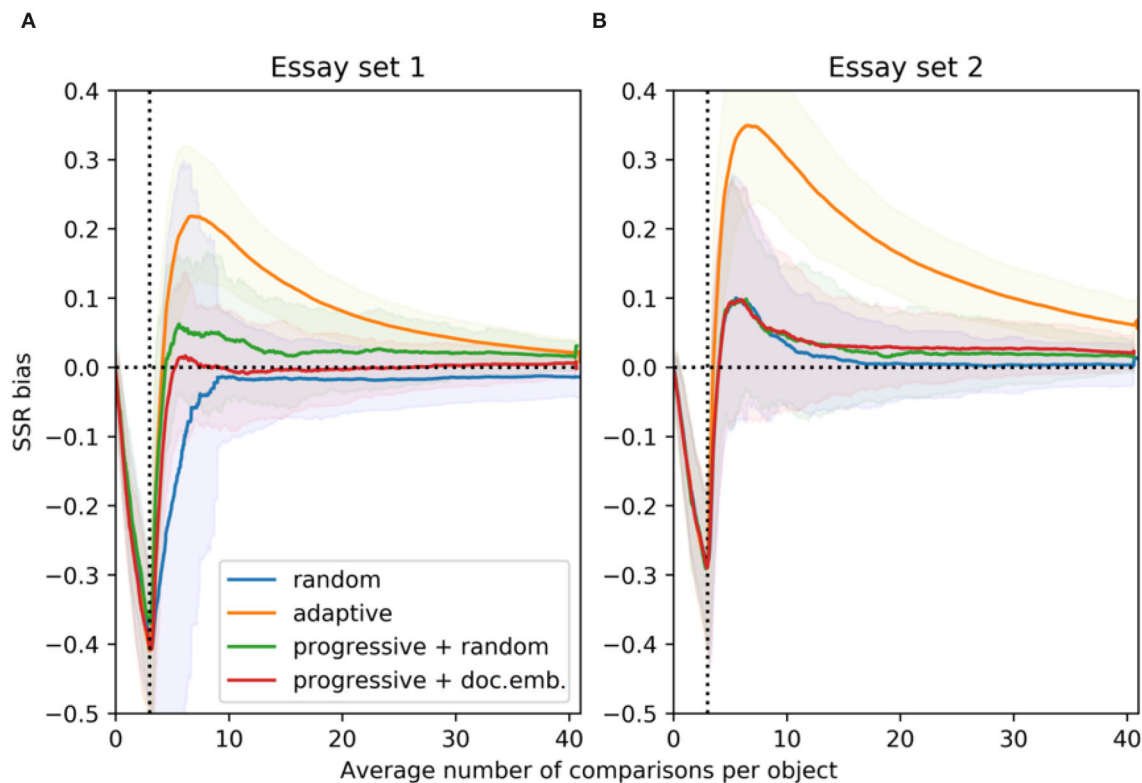 A
B
Essay set 1
Essay set 2
0.4
0.3
0.2
0.1
0.0
−0.1
−0.2
−0.3
−0.4
−0.5
SSR bias
0.4
0.3
0.2
0.1
0.0
−0.1
−0.2
−0.3
−0.4
−0.5
random
adaptive
progressive + random
progressive + doc.emb.
0 10 20 30 40
0 10 20 30 40
Average number of comparisons per object